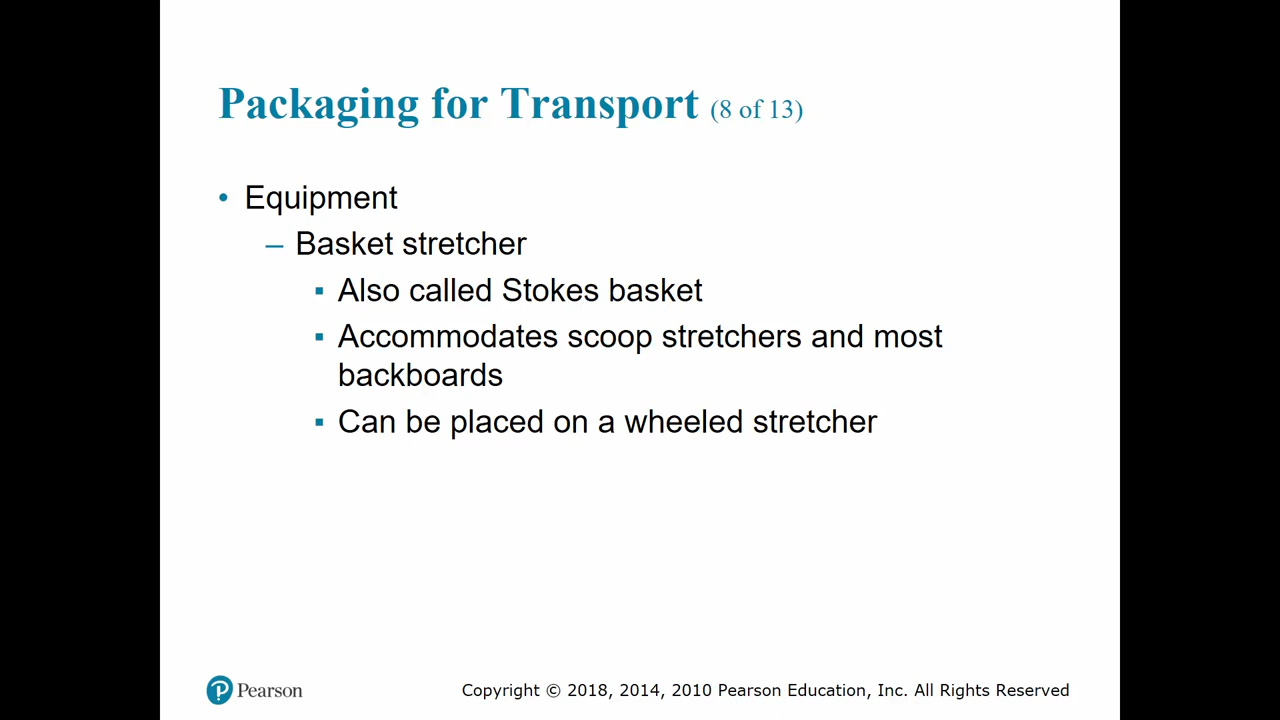 Packaging for Transport (8 of 13)
• Equipment
– Basket stretcher
▪ Also called Stokes basket
▪ Accommodates scoop stretchers and most
backboards
▪ Can be placed on a wheeled stretcher
Pearson
Copyright © 2018, 2014, 2010 Pearson Education, Inc. All Rights Reserved